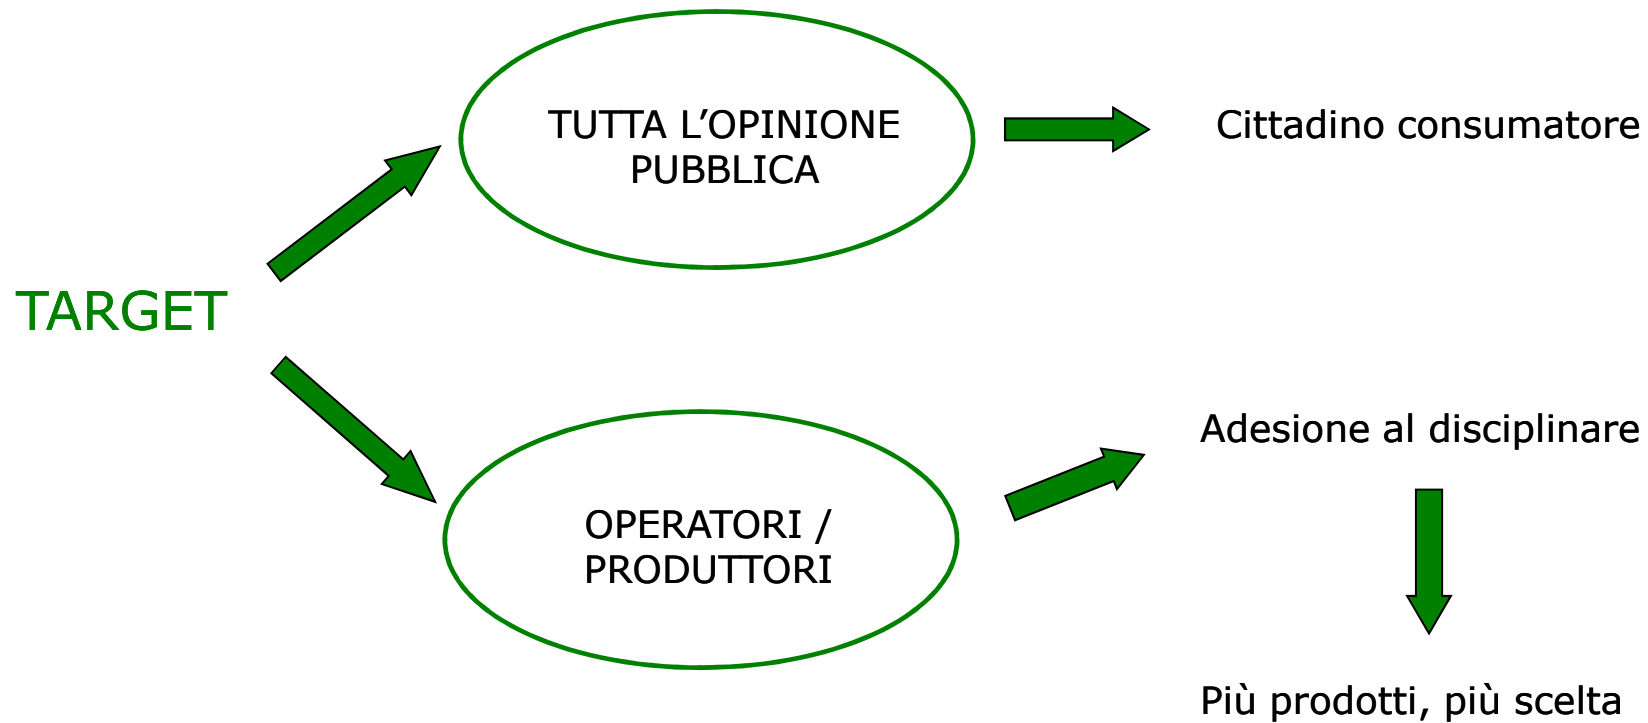 TUTTA L’OPINIONE
PUBBLICA
Cittadino consumatore
TARGET
Adesione al disciplinare
OPERATORI /
PRODUTTORI
Più prodotti, più scelta